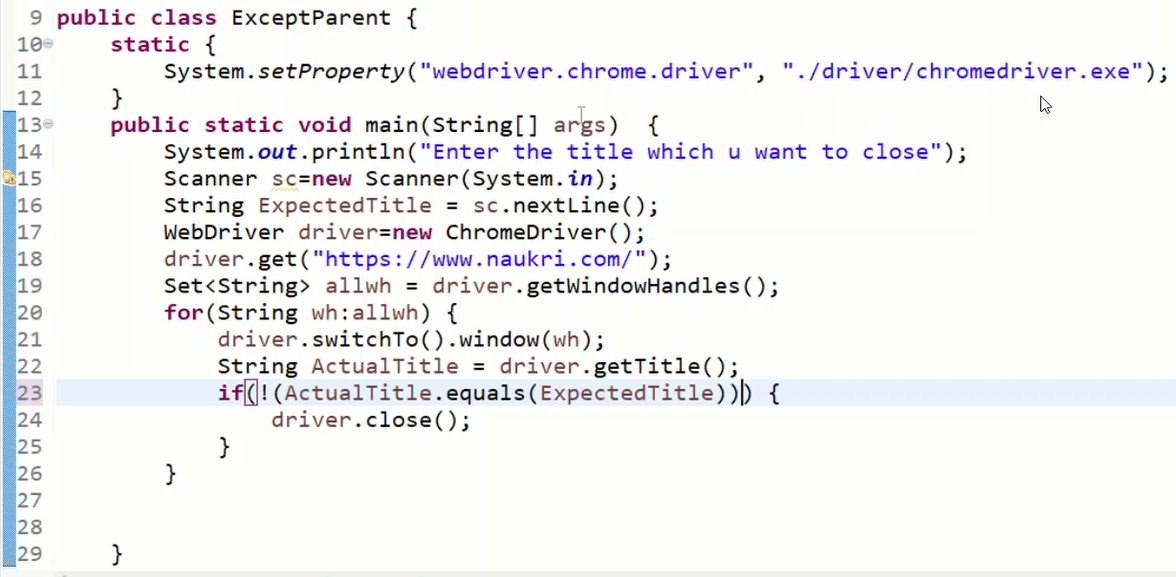 9 public class ExceptParent {
10 static {
11 System.setProperty("webdriver.chrome.driver", "./driver/chromedriver.exe");
12 }
13 public static void main(String[] args)  {
14 System.out.println("Enter the title which u want to close");
15 Scanner sc=new Scanner(System.in);
16 String ExpectedTitle = sc.nextLine();
17 WebDriver driver=new ChromeDriver();
18 driver.get("https://www.naukri.com/");
19 Set<String> allwh = driver.getWindowHandles();
20 for(String wh:allwh) {
21 driver.switchTo().window(wh);
22 String ActualTitle = driver.getTitle();
23 if(!(ActualTitle.equals(ExpectedTitle))) {
24 driver.close();
25 }
26 }
27
28
29 }